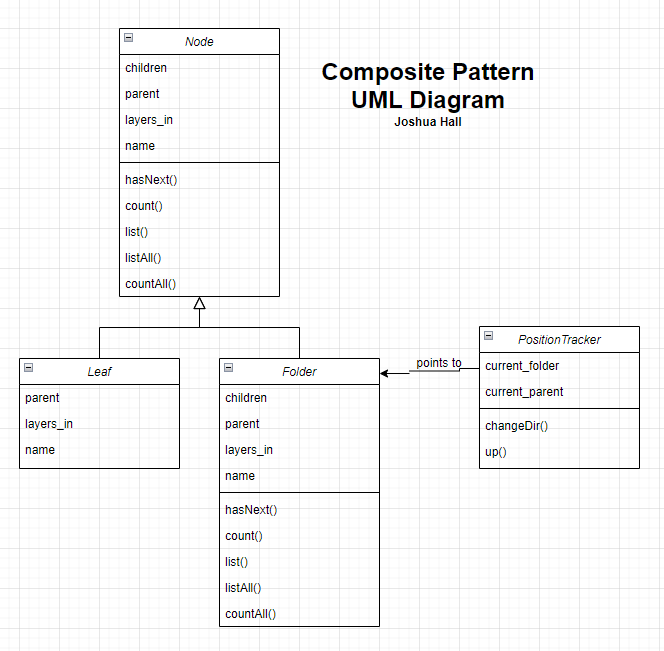 Composite Pattern
UML Diagram
Joshua Hall
Node
children
parent
layers_in
name
hasNext()
count()
list()
listAll()
countAll()
Leaf
parent
layers_in
name
Folder
children
parent
layers_in
name
hasNext()
count()
list()
listAll()
countAll()
points to
PositionTracker
current_folder
current_parent
changeDir()
up()